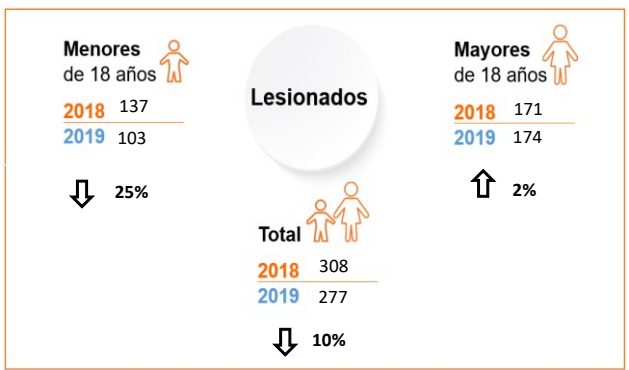 Menores
de 18 años
2018 137
2019 103
25%
Lesionados
Mayores
de 18 años
2018 171
2019 174
2%
Total
2018 308
2019 277
10%